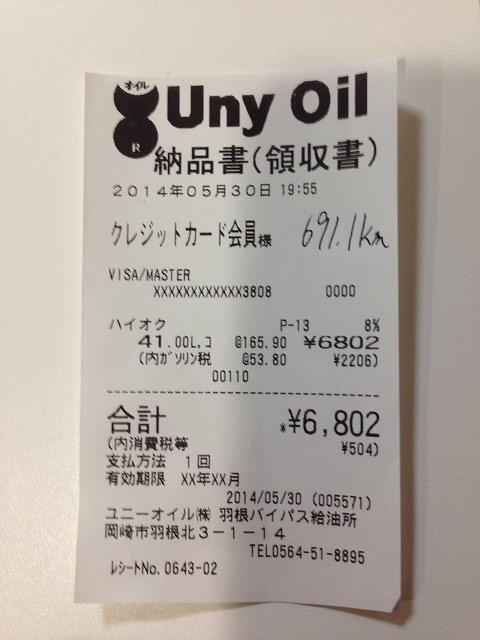 オイル
R
Uny Oil
納品書(領収書)
2014年05月30日 19:55
クレジットカード会員様 691.1km
VISA/MASTER
XXXXXXXXXXXX3808 0000
ハイオク P-13 8%
41.00L,コ @165.90 ¥6802
(内ガソリン税 @53.80 ¥2206)
00110
合計 *¥6,802
(内消費税等 ¥504)
支払方法 1回
有効期限 XX年XX月
2014/05/30 (005571)
ユニーオイル㈱ 羽根バイパス給油所
岡崎市羽根北3-1-14
TEL0564-51-8895
レシートNo. 0643-02